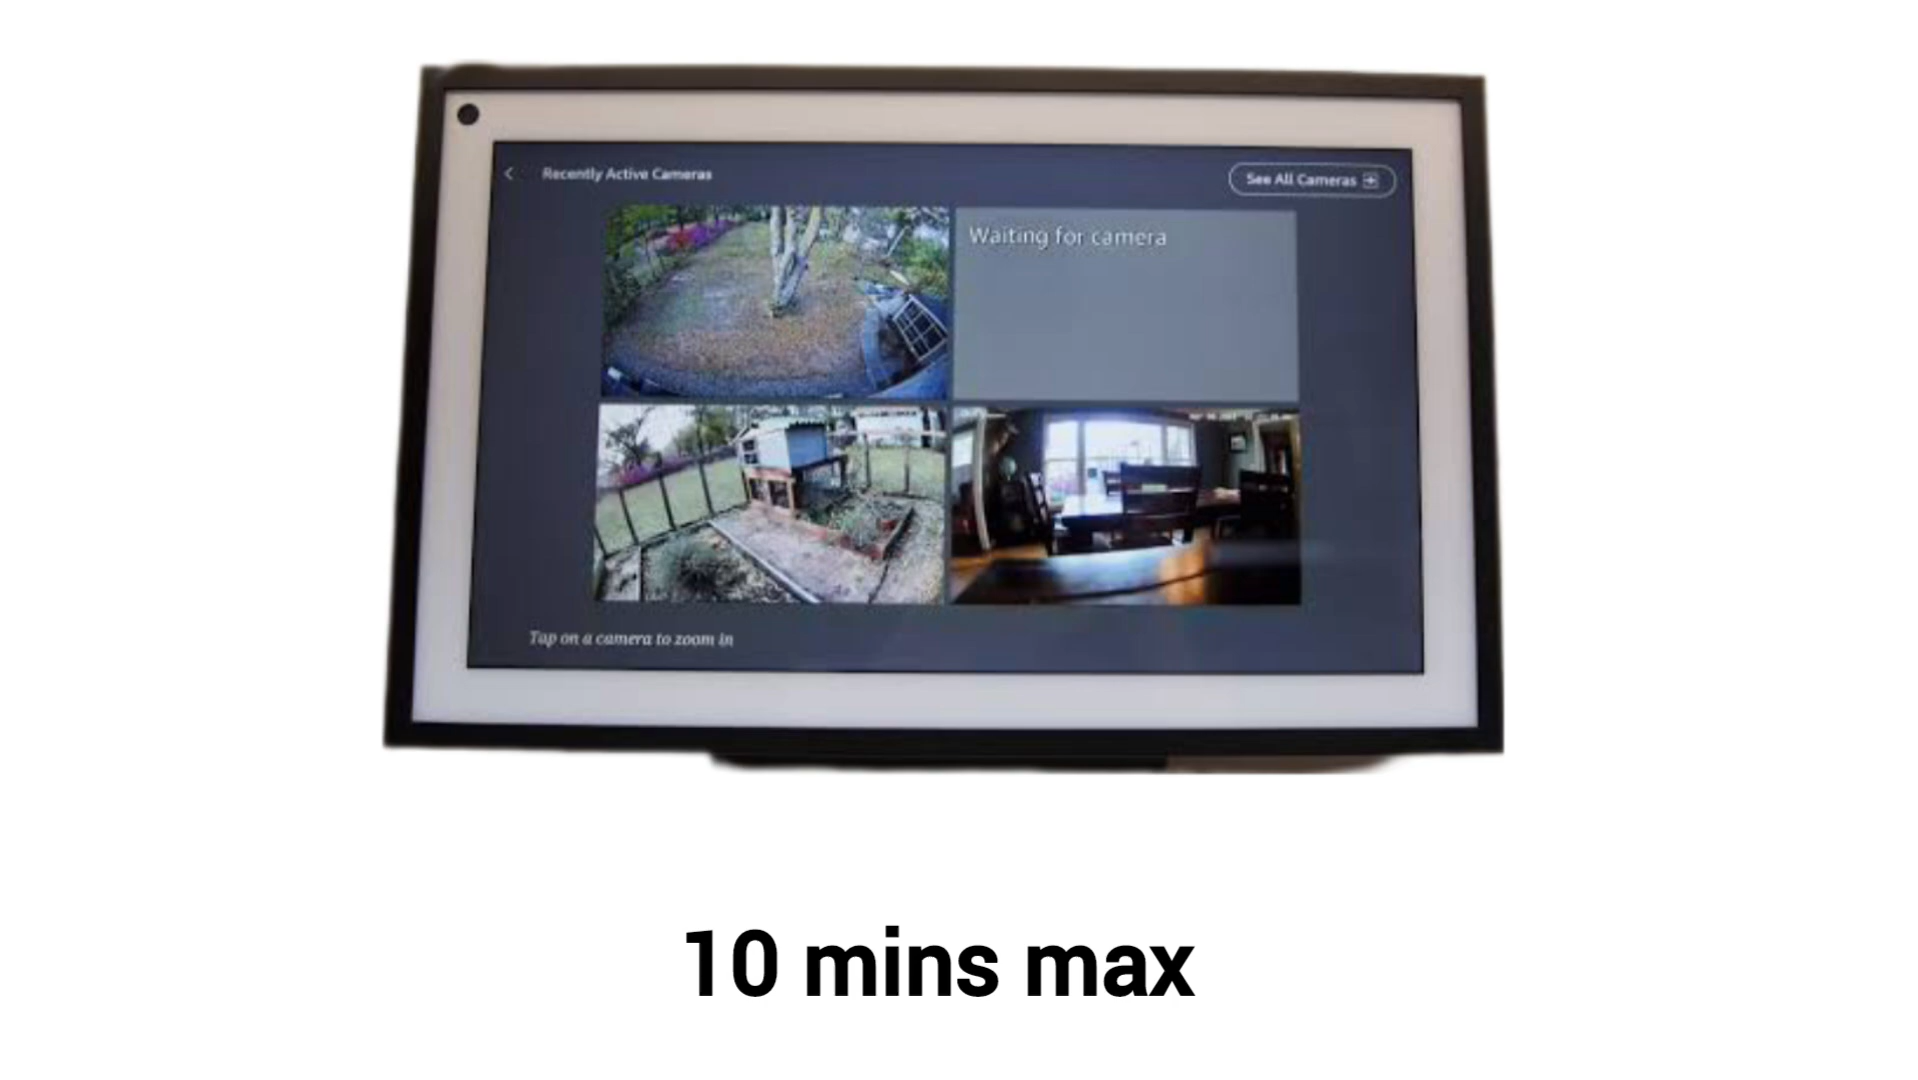 Recently Active Cameras
See All Cameras
Waiting for camera
Tap on a camera to zoom in
10 mins max